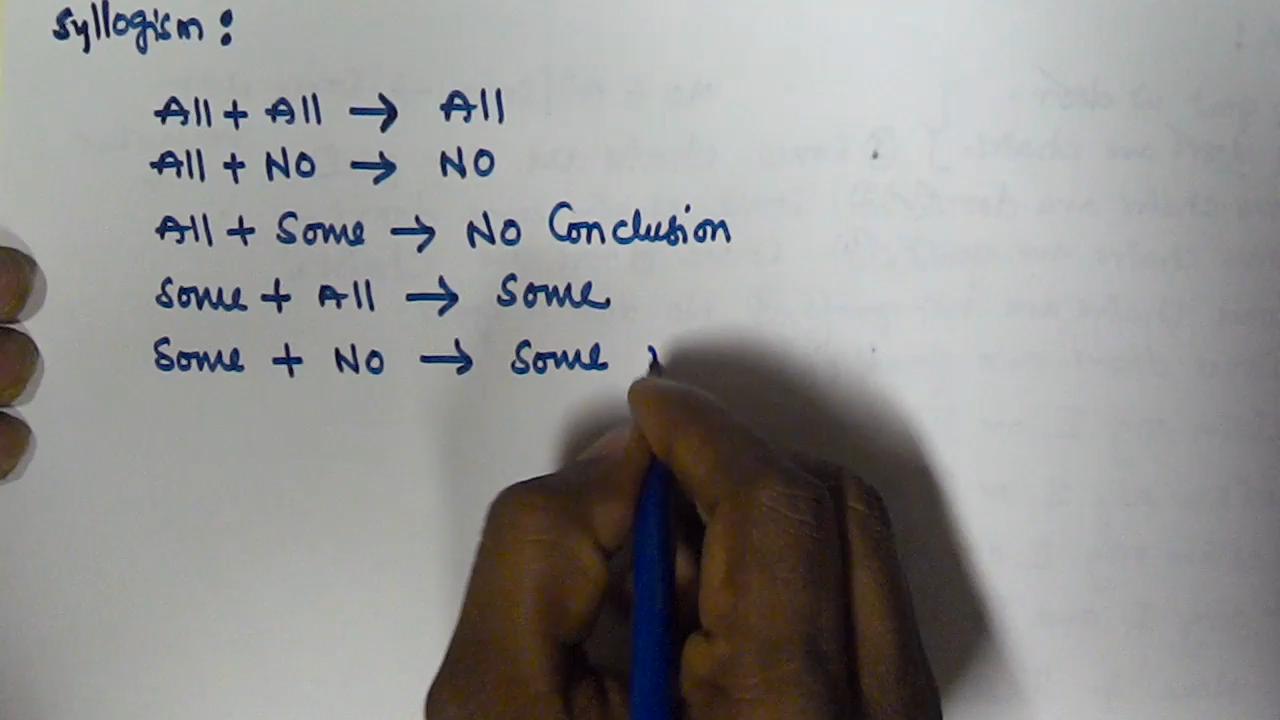 Syllogism :
All + All → All
All + NO → NO
All + Some → NO Conclusion
Some + All → Some
Some + NO → Some